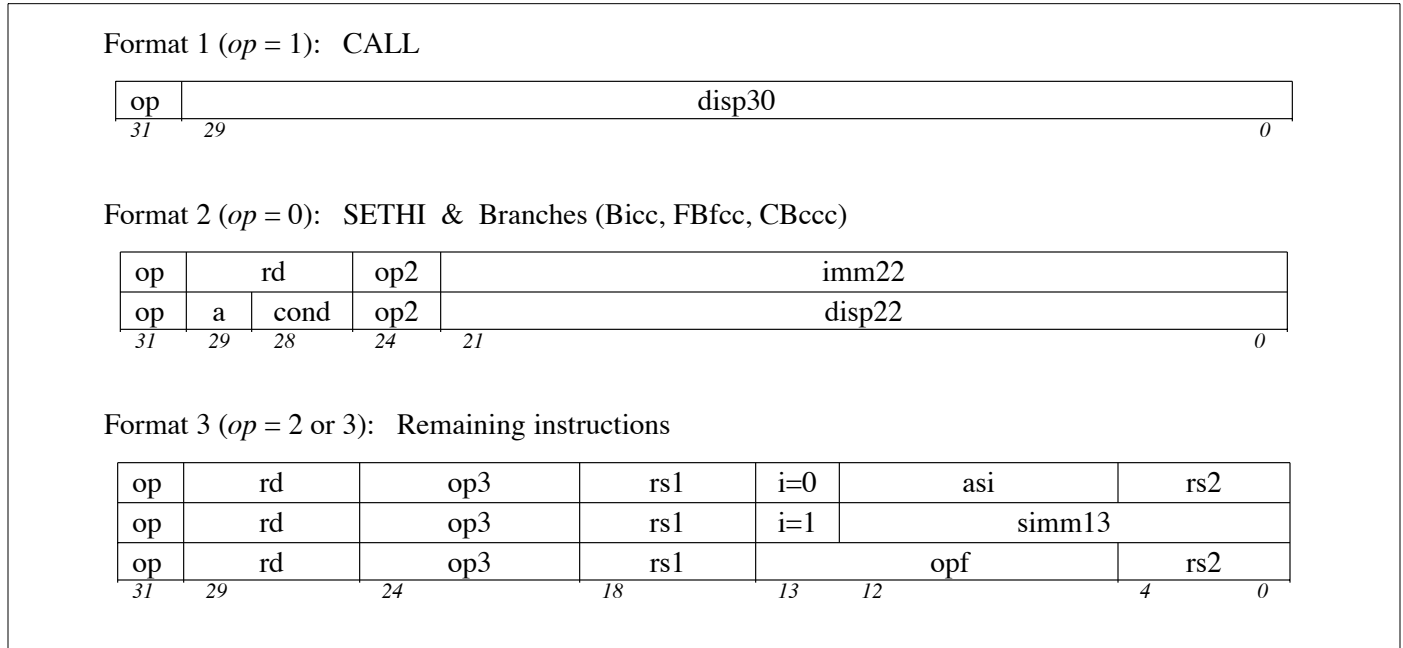 Format 1 (op = 1): CALL
op disp30
31 29 0
Format 2 (op = 0): SETHI & Branches (Bicc, FBfcc, CBccc)
op rd op2 imm22
op a cond op2 disp22
31 29 28 24 21 0
Format 3 (op = 2 or 3): Remaining instructions
op rd op3 rs1 i=0 asi rs2
op rd op3 rs1 i=1 simm13
op rd op3 rs1 opf rs2
31 29 24 18 13 12 4 0